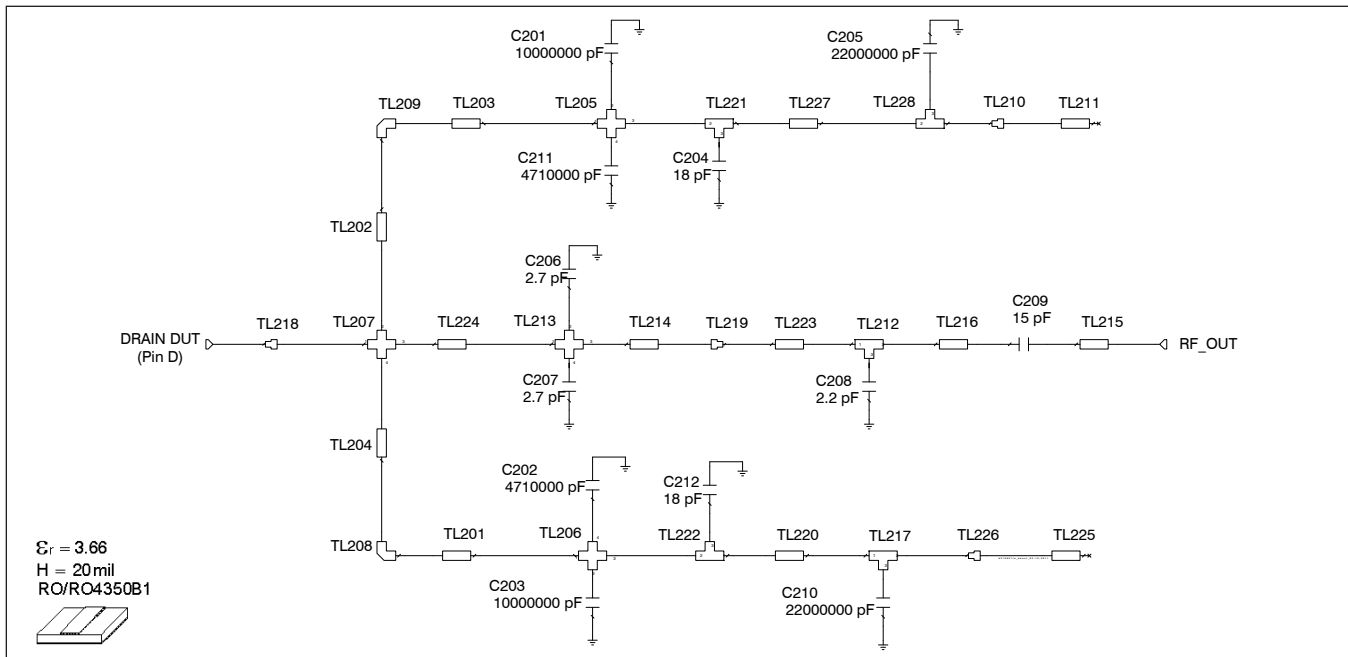 C201
10000000 pF
C205
22000000 pF
TL209
TL203
TL205
TL221
TL227
TL228
TL210
TL211
C211
4710000 pF
C204
18 pF
TL202
C206
2.7 pF
DRAIN DUT
(Pin D)
TL218
TL207
TL224
TL213
TL214
TL219
TL223
TL212
TL216
C209
15 pF
TL215
RF_OUT
C207
2.7 pF
C208
2.2 pF
TL204
C202
4710000 pF
C212
18 pF
TL208
TL201
TL206
TL222
TL220
TL217
TL226
TL225
C203
10000000 pF
C210
22000000 pF
εr = 3.66
H = 20 mil
RO/RO4350B1